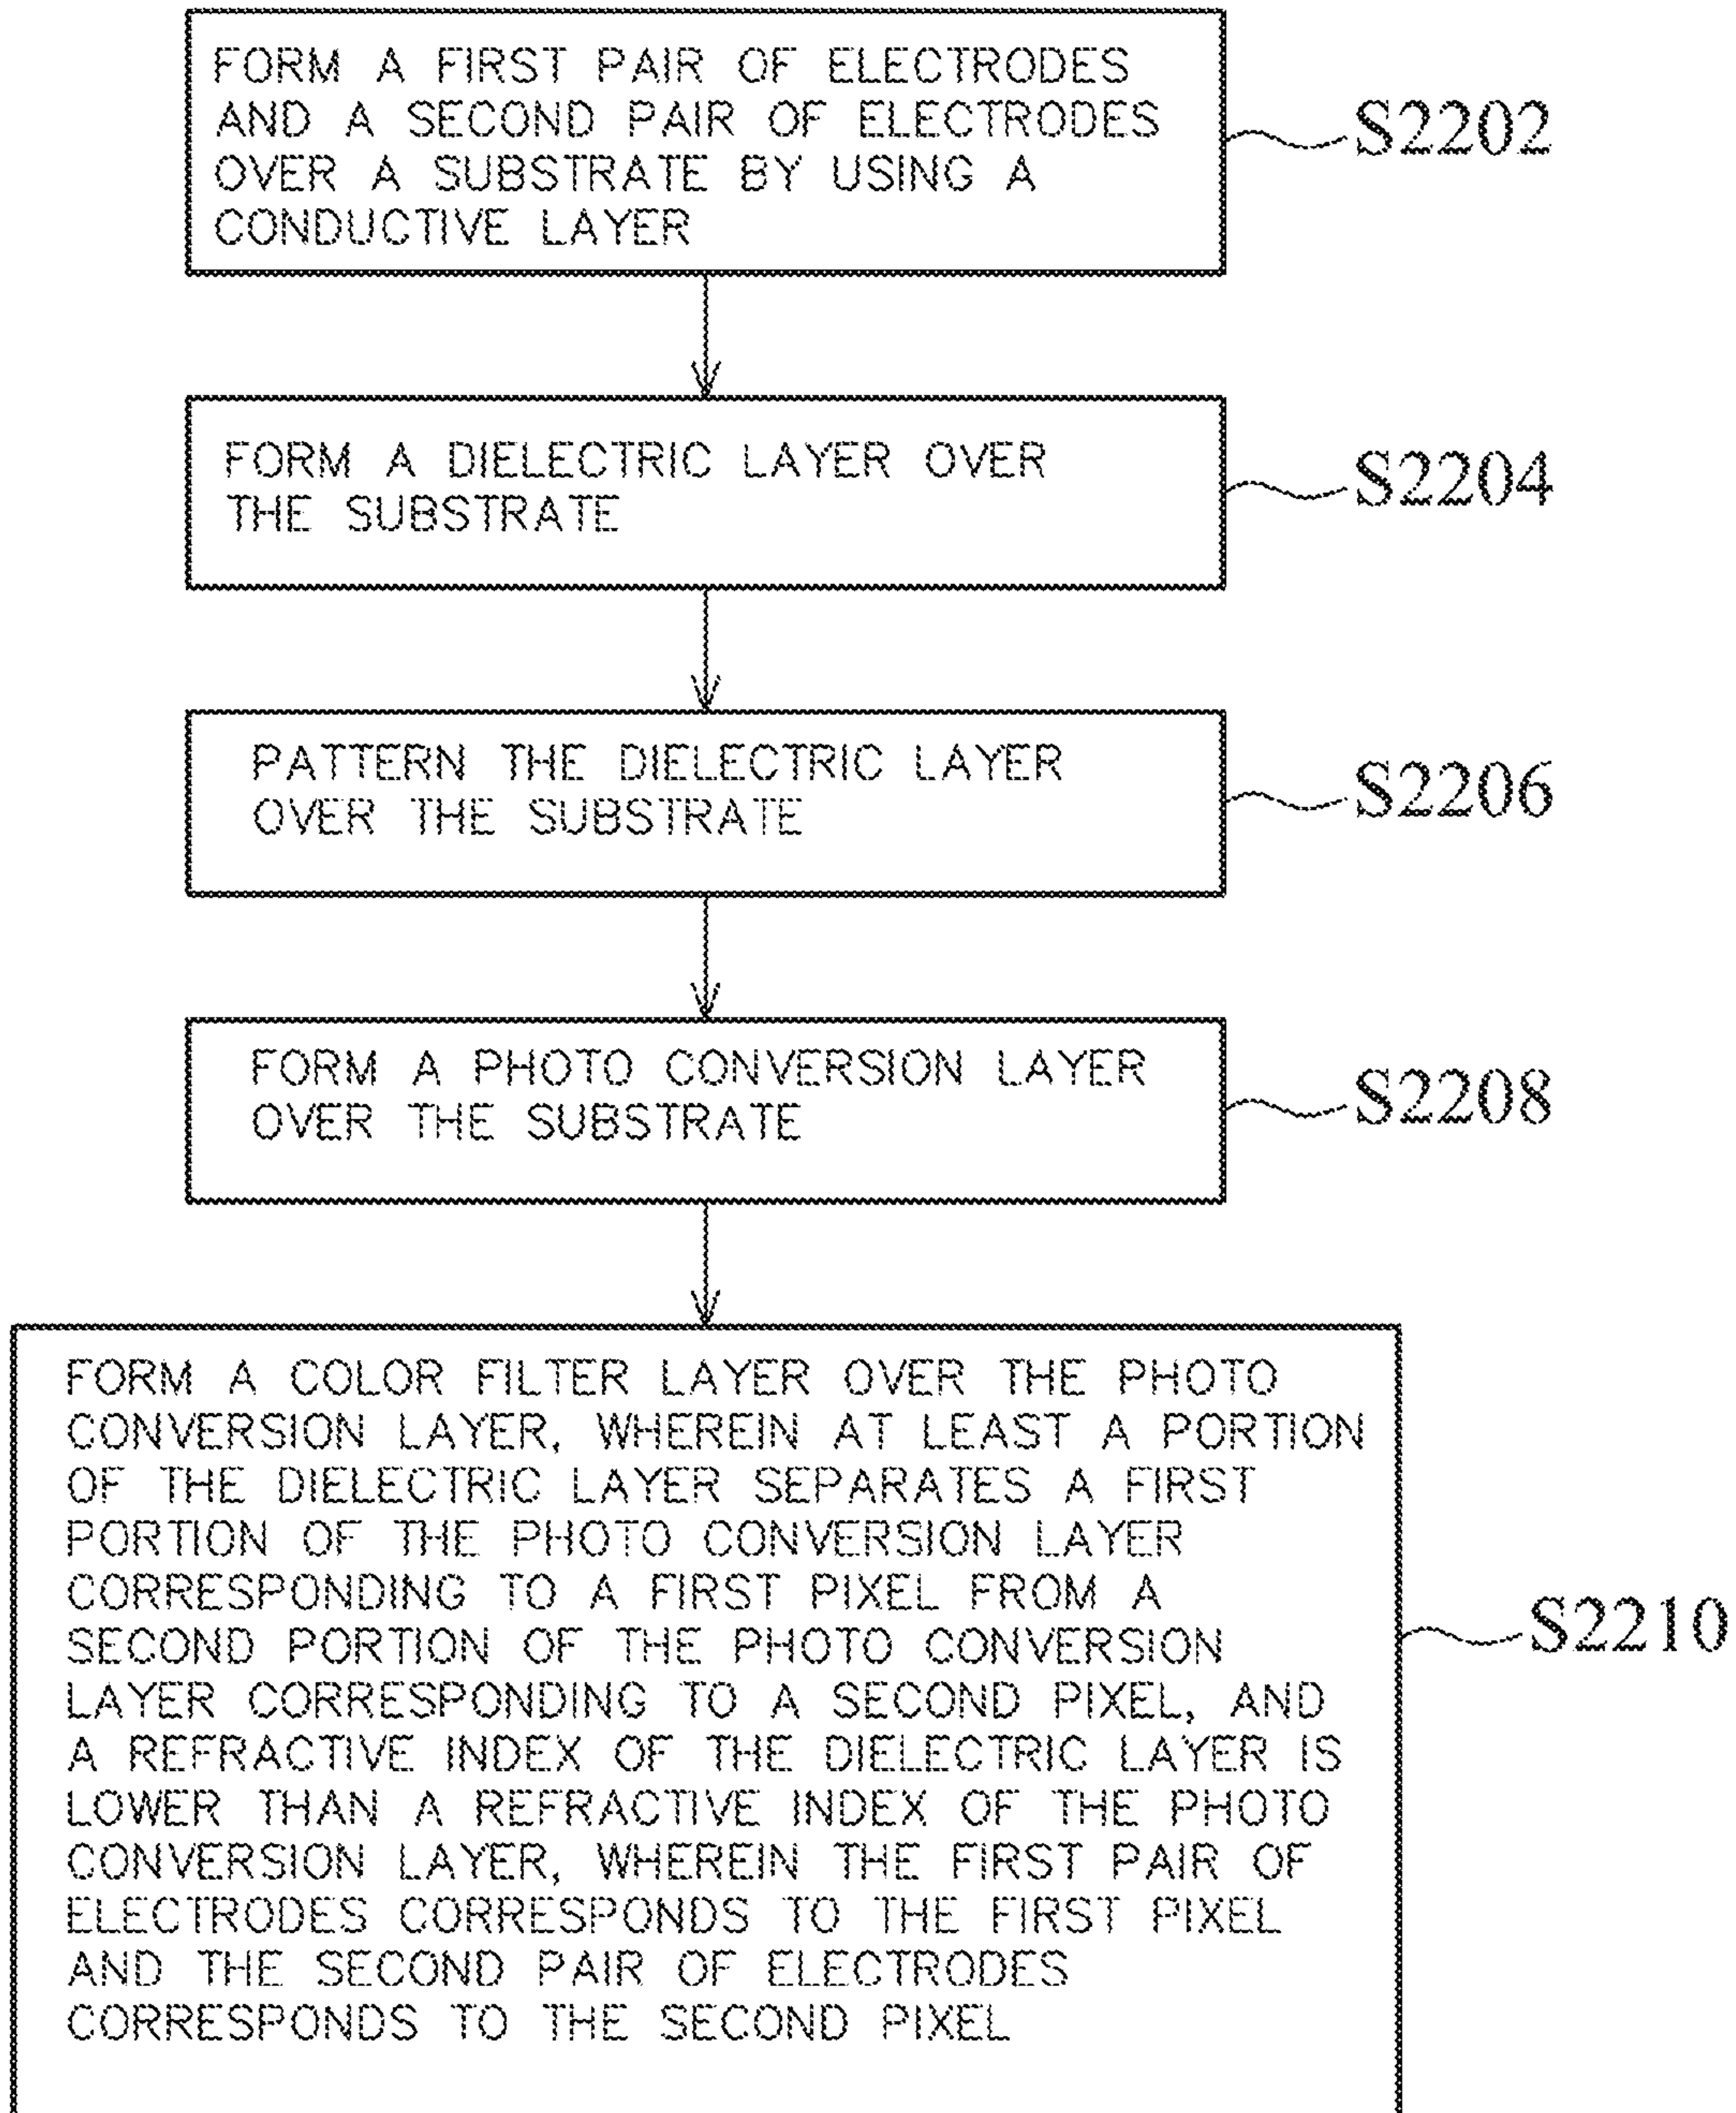 FORM A FIRST PAIR OF ELECTRODES
AND A SECOND PAIR OF ELECTRODES
OVER A SUBSTRATE BY USING A
CONDUCTIVE LAYER
S2202
FORM A DIELECTRIC LAYER OVER
THE SUBSTRATE
S2204
PATTERN THE DIELECTRIC LAYER
OVER THE SUBSTRATE
S2206
FORM A PHOTO CONVERSION LAYER
OVER THE SUBSTRATE
S2208
FORM A COLOR FILTER LAYER OVER THE PHOTO
CONVERSION LAYER, WHEREIN AT LEAST A PORTION
OF THE DIELECTRIC LAYER SEPARATES A FIRST
PORTION OF THE PHOTO CONVERSION LAYER
CORRESPONDING TO A FIRST PIXEL FROM A
SECOND PORTION OF THE PHOTO CONVERSION
LAYER CORRESPONDING TO A SECOND PIXEL, AND
A REFRACTIVE INDEX OF THE DIELECTRIC LAYER IS
LOWER THAN A REFRACTIVE INDEX OF THE PHOTO
CONVERSION LAYER, WHEREIN THE FIRST PAIR OF
ELECTRODES CORRESPONDS TO THE FIRST PIXEL
AND THE SECOND PAIR OF ELECTRODES
CORRESPONDS TO THE SECOND PIXEL
S2210